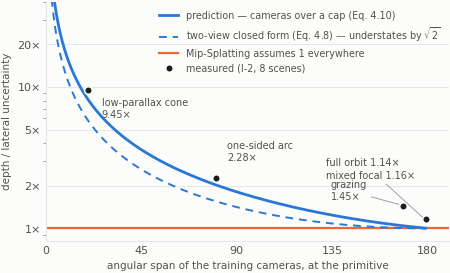 prediction — cameras over a cap (Eq. 4.10)
two-view closed form (Eq. 4.8) — understates by √2
Mip-Splatting assumes 1 everywhere
measured (I-2, 8 scenes)
depth / lateral uncertainty
20×
10×
5×
2×
1×
low-parallax cone
9.45×
one-sided arc
2.28×
full orbit 1.14×
mixed focal 1.16×
grazing
1.45×
0
45
90
135
180
angular span of the training cameras, at the primitive